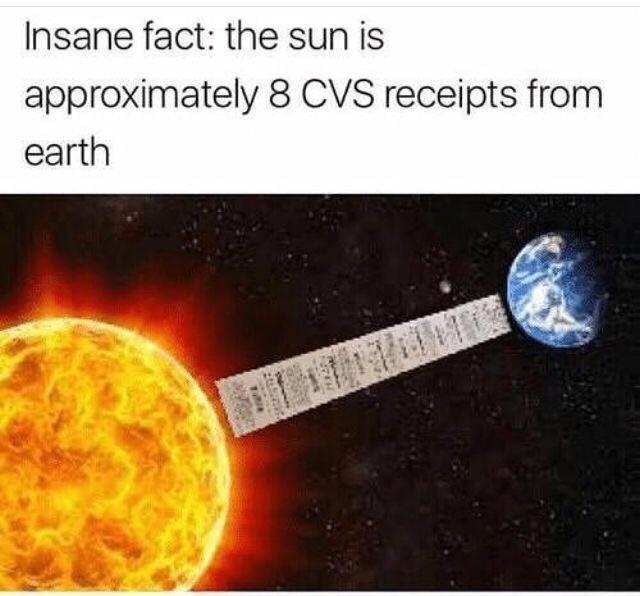 Insane fact: the sun is
approximately 8 CVS receipts from
earth